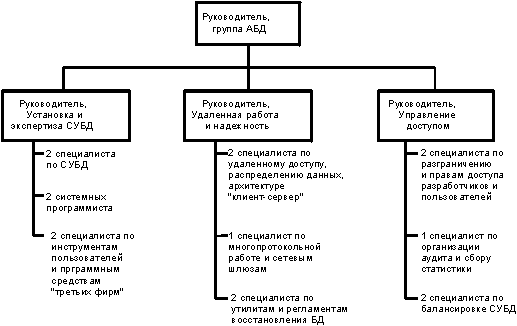 Руководитель,
группа АБД
Руководитель,
Установка и
экспертиза СУБД
Руководитель,
Удаленная работа
и надежность
Руководитель,
Управление
доступом
2 специалиста
по СУБД
2 системных
программиста
2 специалиста по
инструментам
пользователей
и прграммным
средствам
"третьих фирм"
2 специалиста по
удаленному доступу,
распределению данных,
архитектуре
"клиент-сервер"
1 специалист по
многопротокольной
работе и сетевым
шлюзам
2 специалиста по
утилитам и регламентам
восстановления БД
2 специалиста по
разграничению
и правам доступа
разработчиков и
пользователей
1 специалист по
организации
аудита и сбору
статистики
2 специалиста по
балансировке СУБД